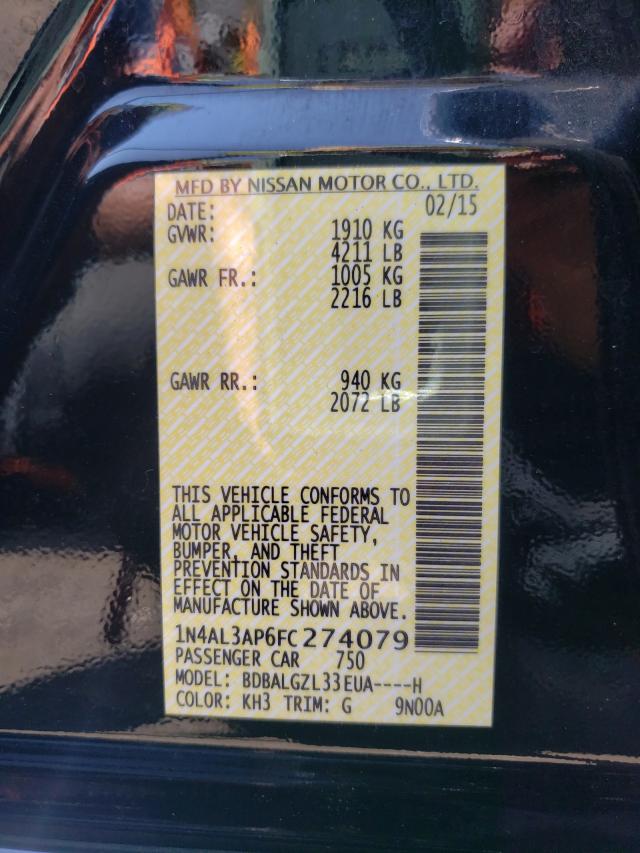 MFD BY NISSAN MOTOR CO., LTD.
DATE: 02/15
GVWR: 1910 KG
4211 LB
GAWR FR.: 1005 KG
2216 LB
GAWR RR.: 940 KG
2072 LB
THIS VEHICLE CONFORMS TO
ALL APPLICABLE FEDERAL
MOTOR VEHICLE SAFETY,
BUMPER, AND THEFT
PREVENTION STANDARDS IN
EFFECT ON THE DATE OF
MANUFACTURE SHOWN ABOVE.
1N4AL3AP6FC274079
PASSENGER CAR 750
MODEL: BDBALGZL33EUA----H
COLOR: KH3 TRIM: G 9N00A